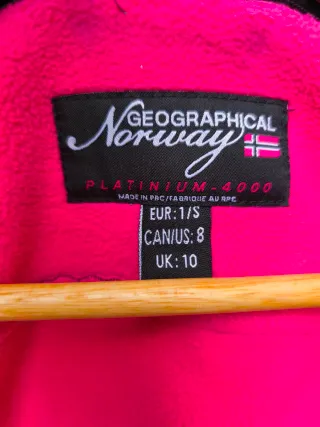 GEOGRAPHICAL
Norway
PLATINIUM-4000
MADE IN PRC/FABRIQUE AU RPC
EUR: 1/S
CAN/US: 8
UK: 10